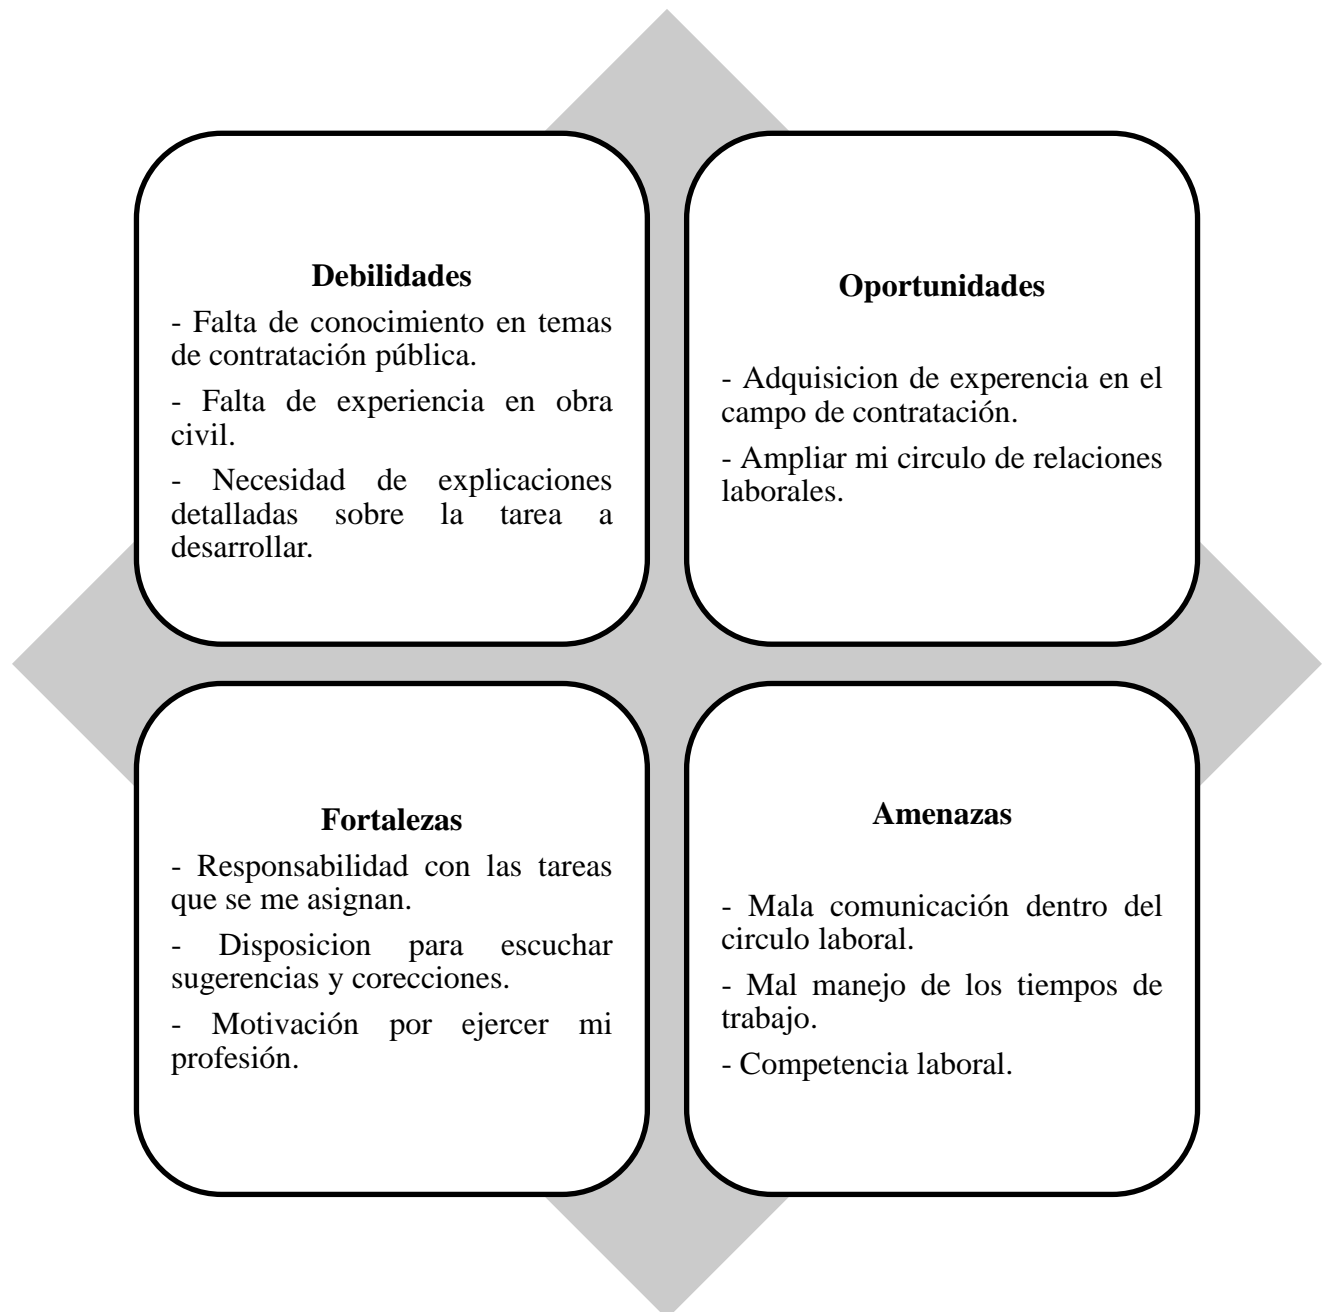 Debilidades
- Falta de conocimiento en temas
de contratación pública.
- Falta de experiencia en obra
civil.
- Necesidad de explicaciones
detalladas sobre la tarea a
desarrollar.
Oportunidades
- Adquisicion de experencia en el
campo de contratación.
- Ampliar mi circulo de relaciones
laborales.
Fortalezas
- Responsabilidad con las tareas
que se me asignan.
- Disposicion para escuchar
sugerencias y corecciones.
- Motivación por ejercer mi
profesión.
Amenazas
- Mala comunicación dentro del
circulo laboral.
- Mal manejo de los tiempos de
trabajo.
- Competencia laboral.